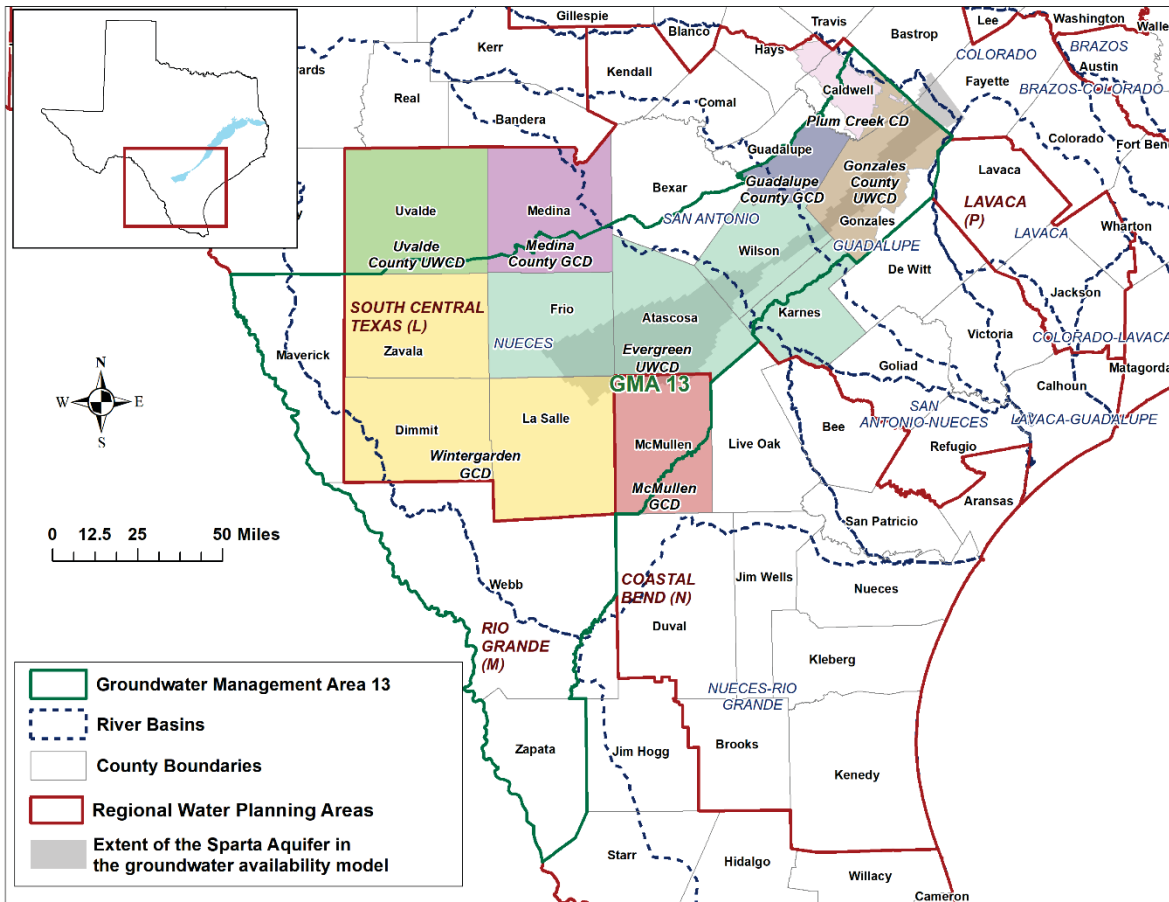 Gillespie
Travis
Lee
Washington
Walle
Blanco
Bastrop
Kerr
Hays
COLORADO
BRAZOS
Austin
rards
Kendall
Fayette
BRAZOS-COLORADO
Real
Caldwell
Comal
Bandera
Plum Creek CD
Colorado
Fort Bend
Guadalupe
Lavaca
Bexar
Guadalupe
County GCD
Gonzales
County
UWCD
Uvalde
Medina
LAVACA
(P)
SAN ANTONIO
Gonzales
LAVACA
Wharton
Uvalde
County UWCD
Medina
County GCD
Wilson
GUADALUPE
De Witt
SOUTH CENTRAL
TEXAS (L)
Frio
Jackson
Karnes
Atascosa
Victoria
COLORADO-LAVACA
Maverick
Zavala
NUECES
Evergreen
UWCD
Goliad
Matagorda
GMA 13
Calhoun
N
W
E
S
La Salle
SAN
ANTONIO-NUECES
LAVACA-GUADALUPE
Dimmit
Bee
McMullen
Live Oak
Refugio
Wintergarden
GCD
McMullen
GCD
Aransas
San Patricio
0 12.5 25 50 Miles
Webb
COASTAL
BEND (N)
Jim Wells
Nueces
Duval
RIO
GRANDE
(M)
Kleberg
Groundwater Management Area 13
River Basins
County Boundaries
Regional Water Planning Areas
Extent of the Sparta Aquifer in
the groundwater availability model
NUECES-RIO
GRANDE
Zapata
Jim Hogg
Brooks
Kenedy
Starr
Hidalgo
Willacy
Cameron